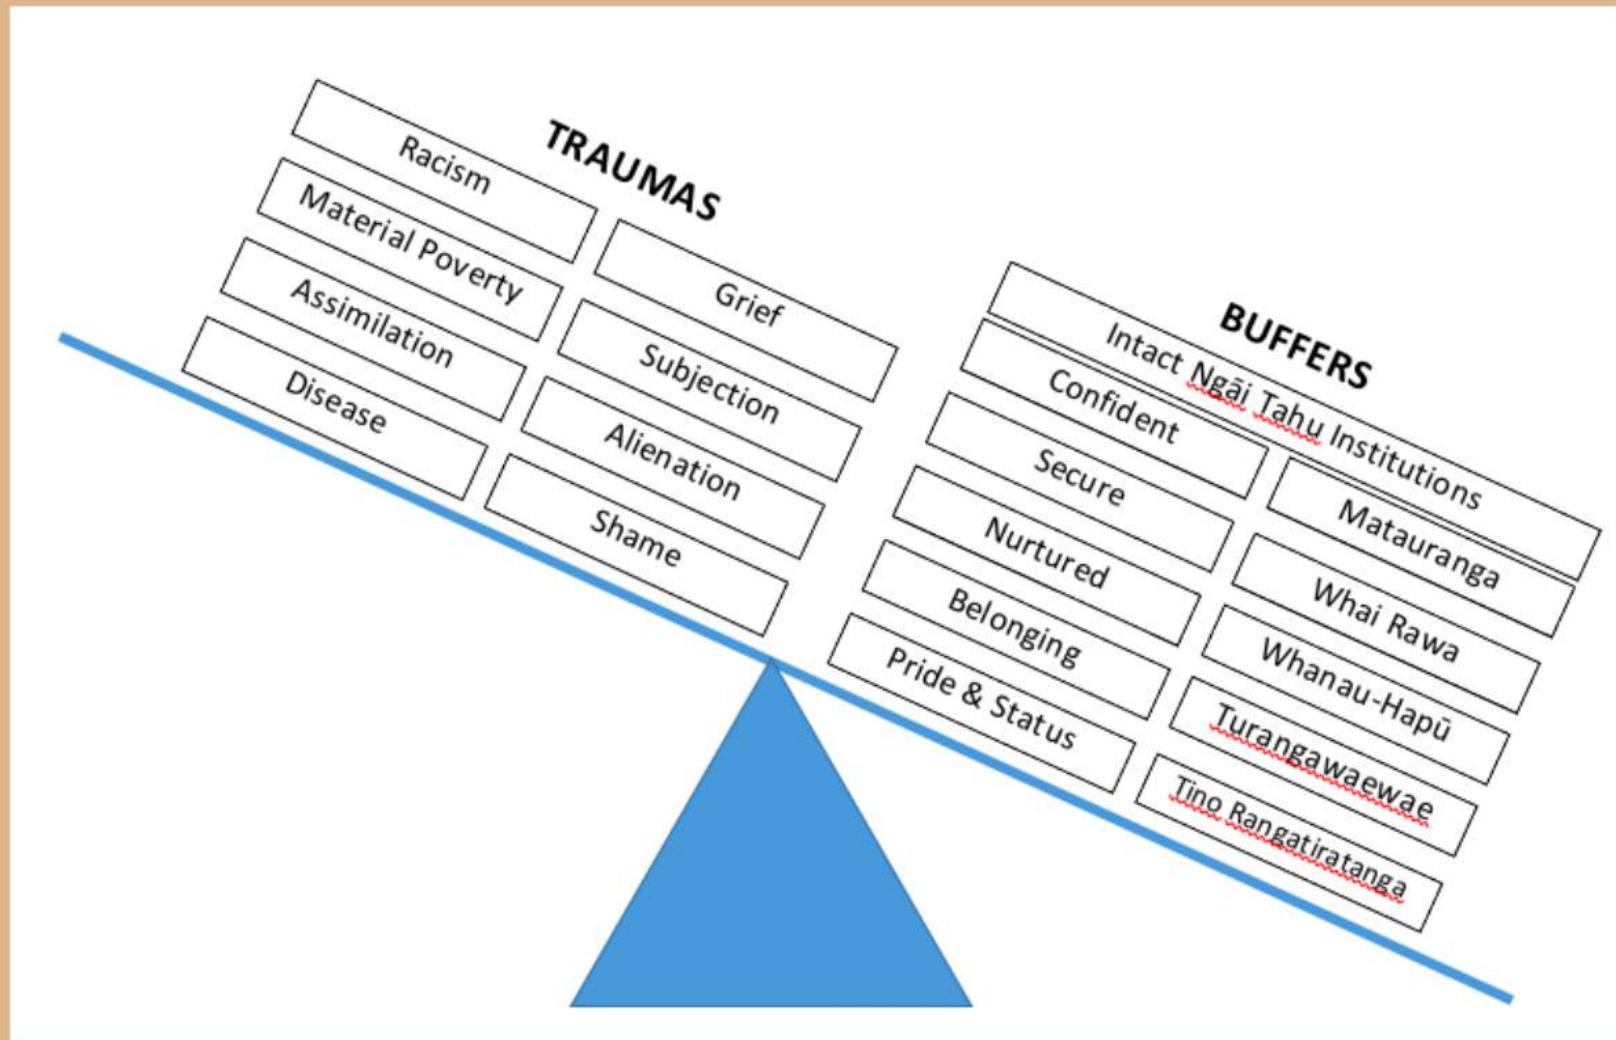 TRAUMAS
Racism
Material Poverty
Assimilation
Disease
Grief
Subjection
Alienation
Shame
BUFFERS
Intact Ngāi Tahu Institutions
Confident
Secure
Nurtured
Belonging
Pride & Status
Matauranga
Whai Rawa
Whanau-Hapū
Turangawaewae
Tino Rangatiratanga